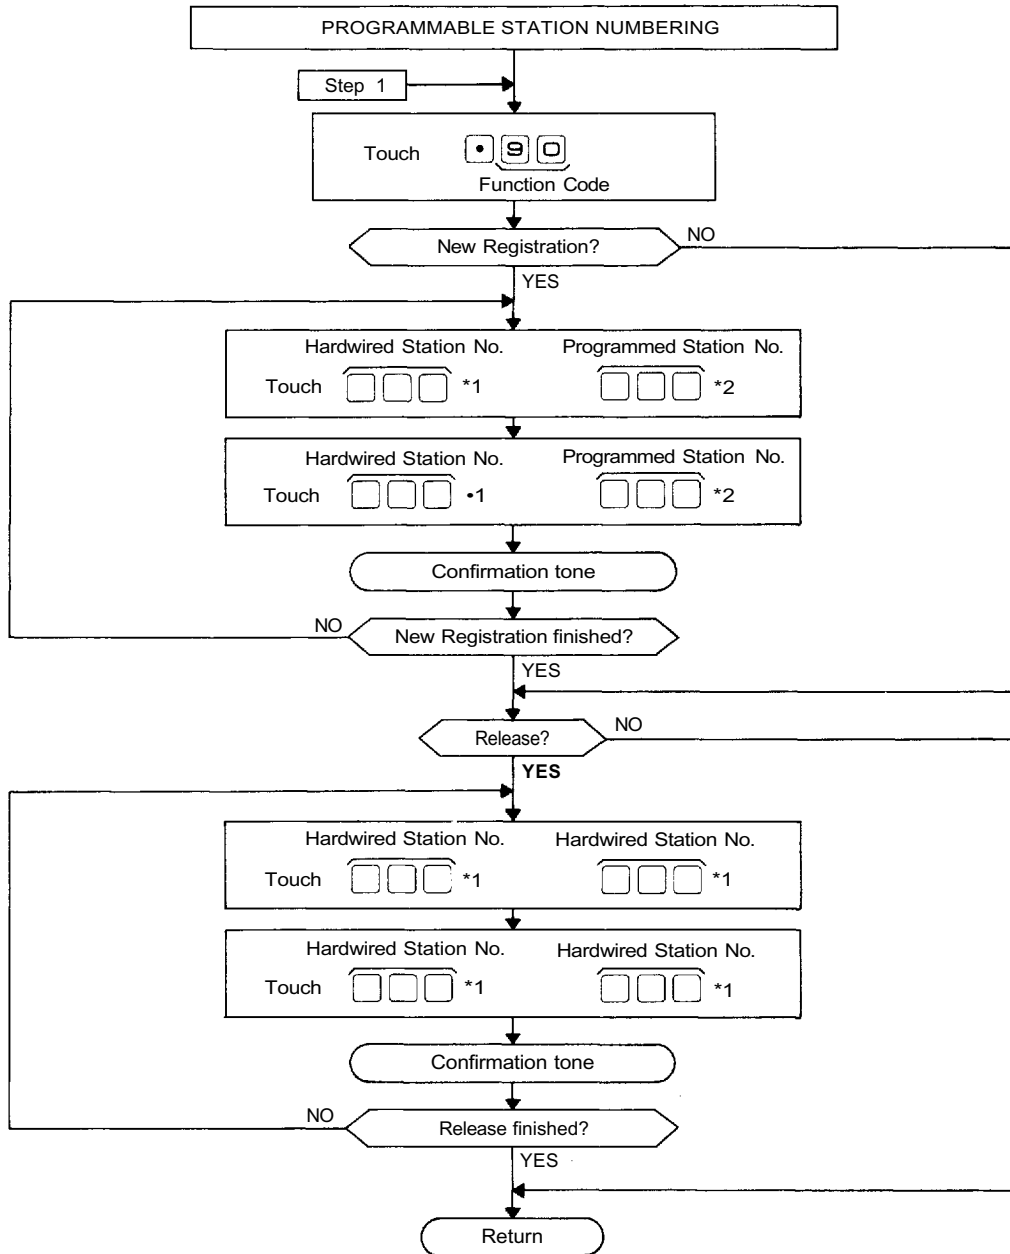 PROGRAMMABLE STATION NUMBERING
Step 1
Touch • 9 0
Function Code
New Registration?
NO
YES
Hardwired Station No. Programmed Station No.
Touch *1 *2
Hardwired Station No. Programmed Station No.
Touch •1 *2
Confirmation tone
NO
New Registration finished?
YES
Release?
NO
YES
Hardwired Station No. Hardwired Station No.
Touch *1 *1
Hardwired Station No. Hardwired Station No.
Touch *1 *1
Confirmation tone
NO
Release finished?
YES
Return